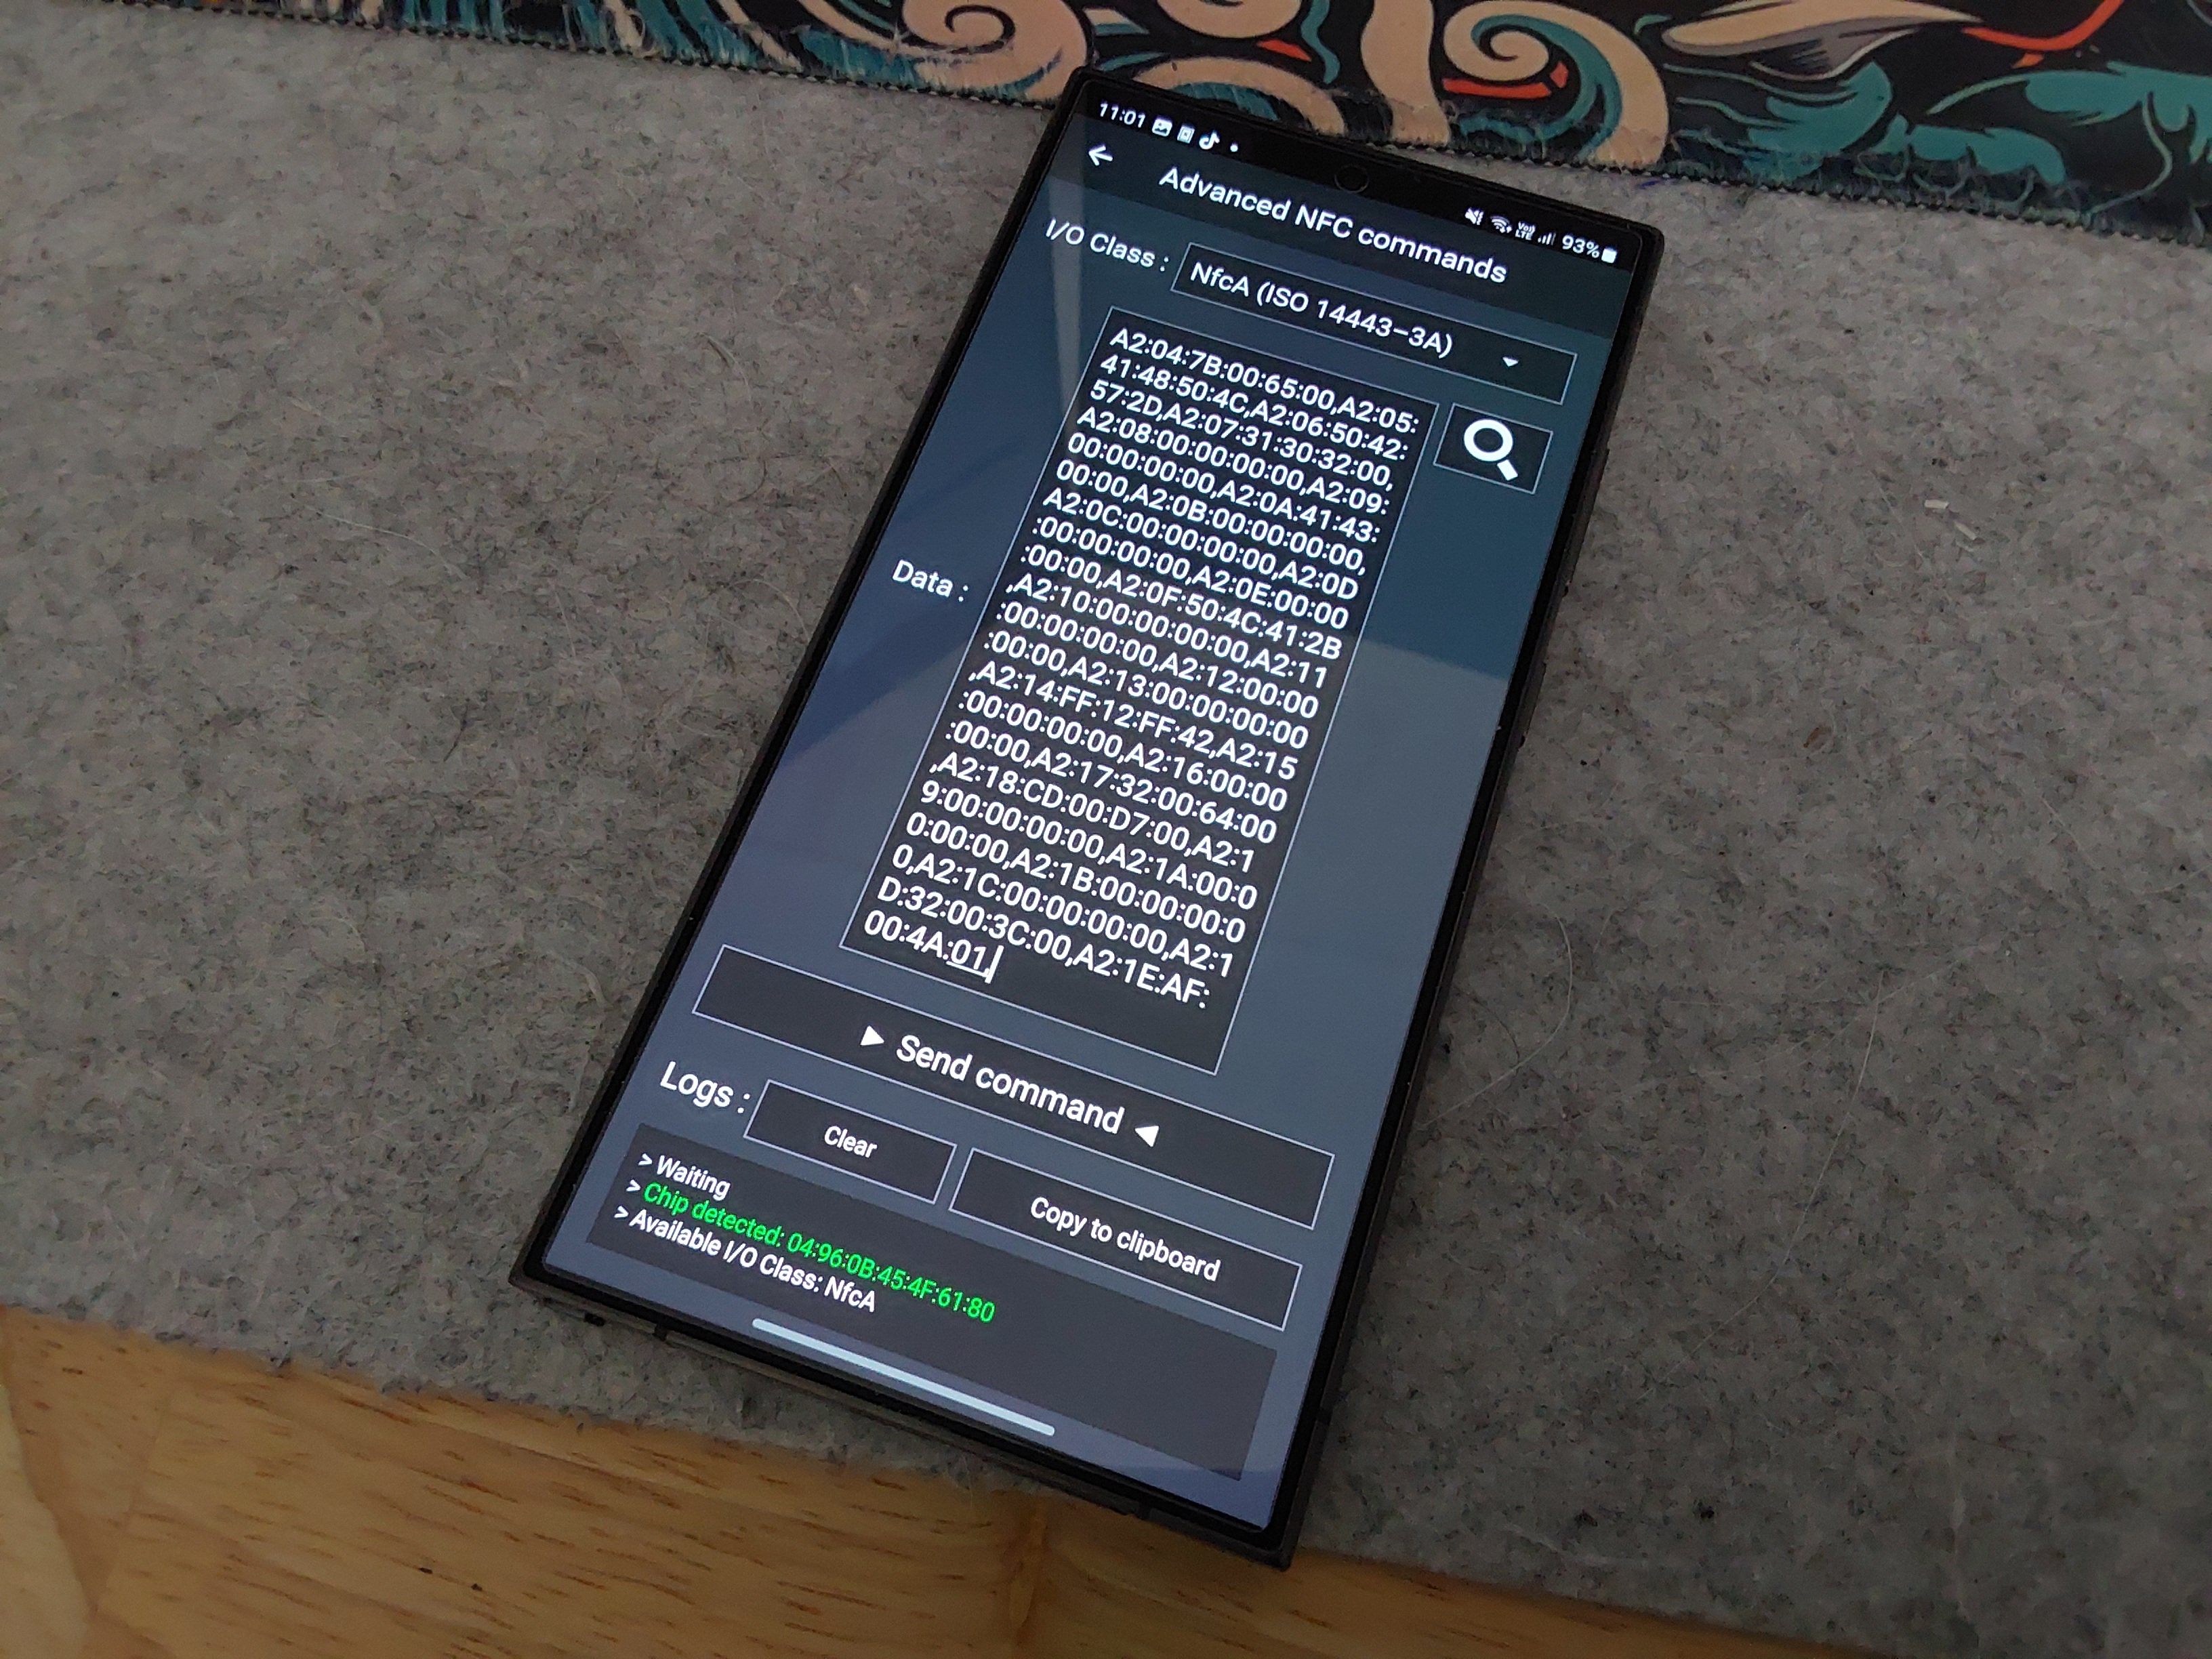 11:01
Vo)) LTE 93%
Advanced NFC commands
I/O Class : NfcA (ISO 14443-3A)
Data :
A2:04:7B:00:65:00,A2:05:
41:48:50:4C,A2:06:50:42:
57:2D,A2:07:31:30:32:00,
A2:08:00:00:00:00,A2:09:
00:00:00:00,A2:0A:41:43:
00:00,A2:0B:00:00:00:00,
A2:0C:00:00:00:00,A2:0D
:00:00:00:00,A2:0E:00:00
:00:00,A2:0F:50:4C:41:2B
,A2:10:00:00:00:00,A2:11
:00:00:00:00,A2:12:00:00
:00:00,A2:13:00:00:00:00
,A2:14:FF:12:FF:42,A2:15
:00:00:00:00,A2:16:00:00
:00:00,A2:17:32:00:64:00
,A2:18:CD:00:D7:00,A2:1
9:00:00:00:00,A2:1A:00:0
0:00:00,A2:1B:00:00:00:0
0,A2:1C:00:00:00:00,A2:1
D:32:00:3C:00,A2:1E:AF:
00:4A:01,
Send command
Logs :
Clear
Copy to clipboard
> Waiting
> Chip detected: 04:96:0B:45:4F:61:80
> Available I/O Class: NfcA